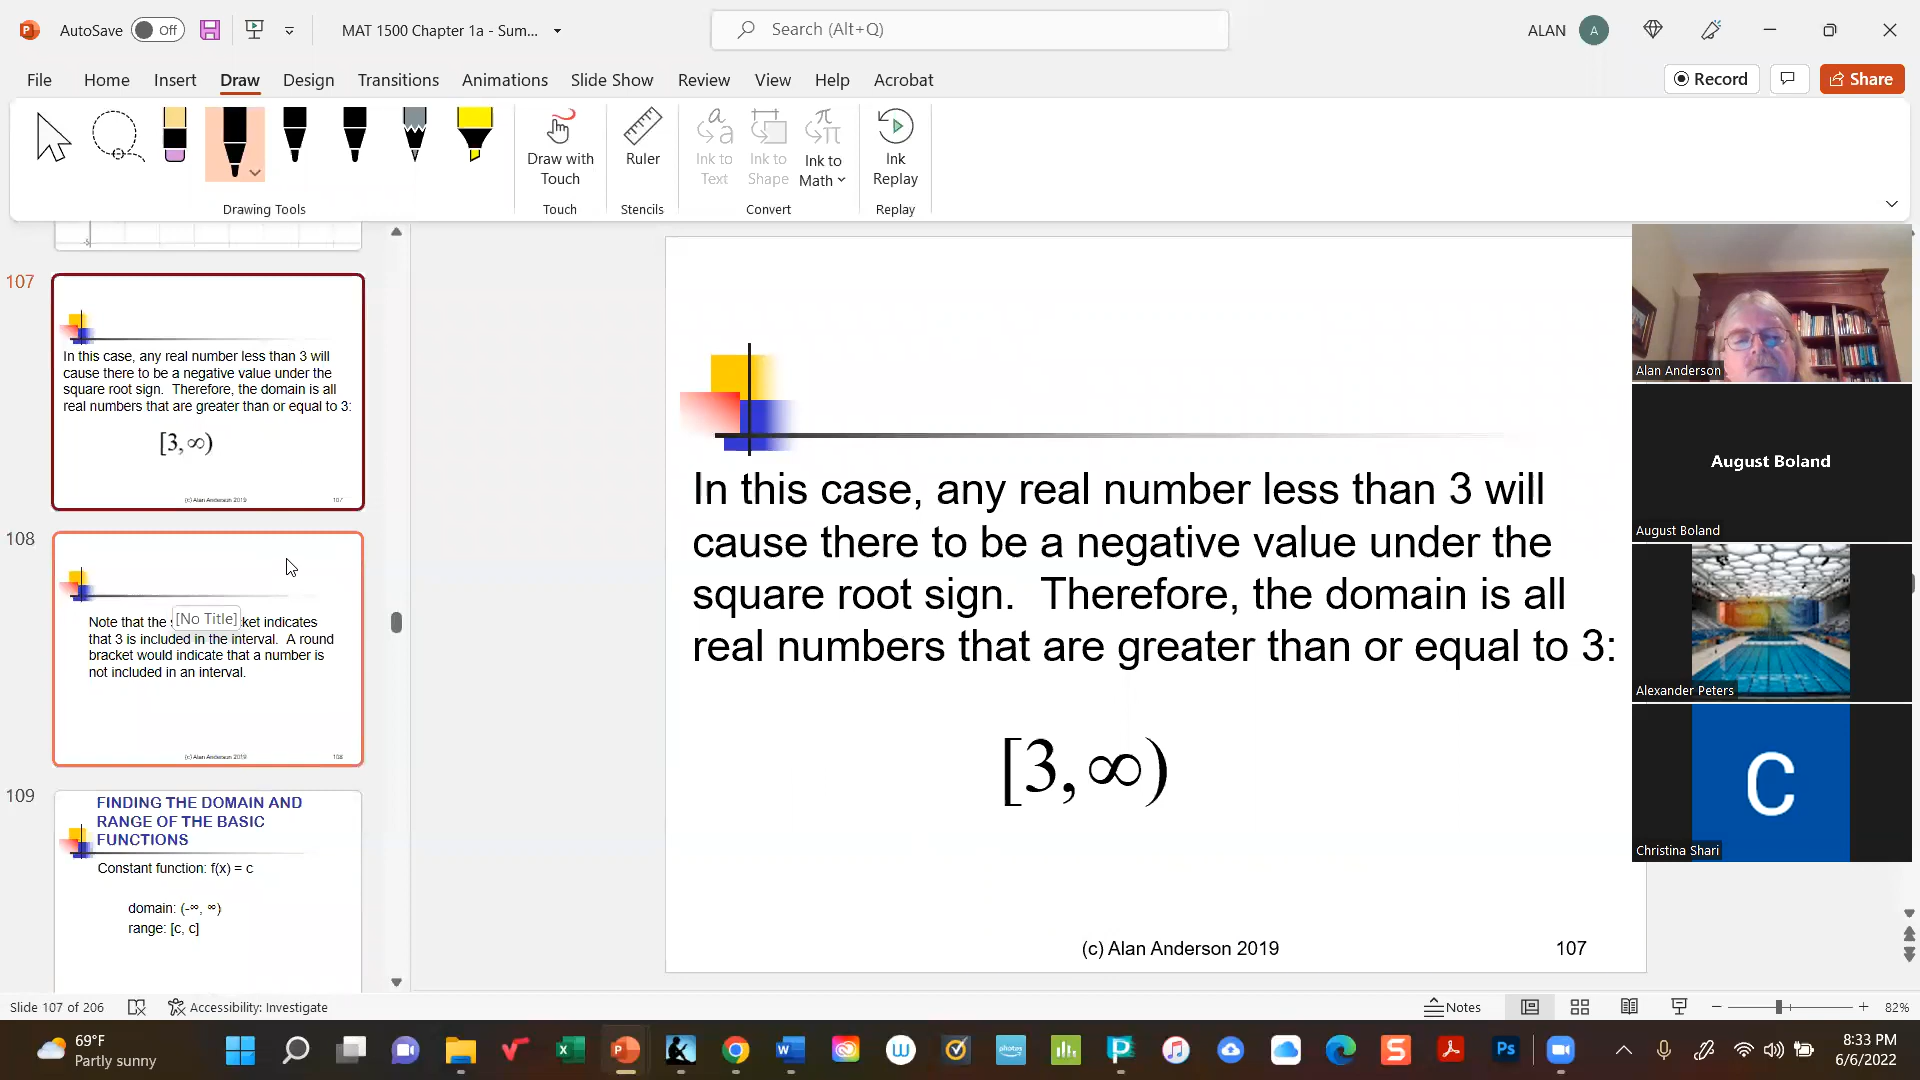 AutoSave
Off
MAT 1500 Chapter 1a - Sum...
Search (Alt+Q)
ALAN
A
File
Home
Insert
Draw
Design
Transitions
Animations
Slide Show
Review
View
Help
Acrobat
Record
Share
Draw with
Touch
Ruler
Ink to
Text
Ink to
Shape
Ink to
Math
Ink
Replay
Drawing Tools
Touch
Stencils
Convert
Replay
107
In this case, any real number less than 3 will
cause there to be a negative value under the
square root sign. Therefore, the domain is all
real numbers that are greater than or equal to 3:
[3, ∞)
(c) Alan Anderson 2019
107
108
[No Title]
Note that the ket indicates
that 3 is included in the interval. A round
bracket would indicate that a number is
not included in an interval.
(c) Alan Anderson 2019
108
109
FINDING THE DOMAIN AND
RANGE OF THE BASIC
FUNCTIONS
Constant function: f(x) = c
domain: (-∞, ∞)
range: [c, c]
In this case, any real number less than 3 will
cause there to be a negative value under the
square root sign. Therefore, the domain is all
real numbers that are greater than or equal to 3:
[3, ∞)
(c) Alan Anderson 2019
107
Alan Anderson
August Boland
August Boland
Alexander Peters
C
Christina Shari
Slide 107 of 206
Accessibility: Investigate
Notes
82%
69°F
Partly sunny
photos
Ps
8:33 PM
6/6/2022